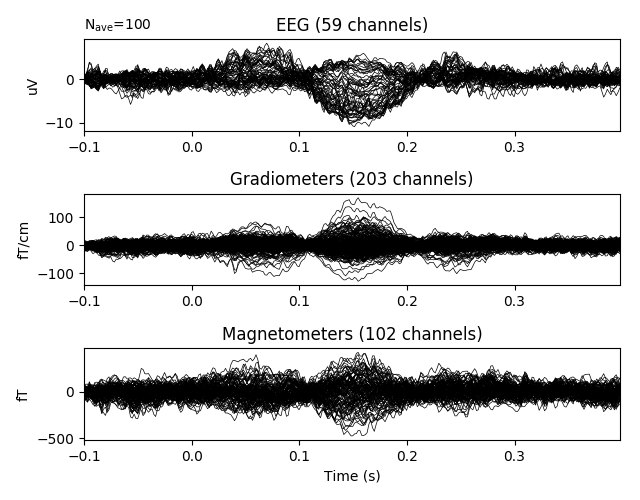 N_ave=100
EEG (59 channels)
uV
0
−10
−0.1 0.0 0.1 0.2 0.3
Gradiometers (203 channels)
fT/cm
100
0
−100
−0.1 0.0 0.1 0.2 0.3
Magnetometers (102 channels)
fT
0
−500
−0.1 0.0 0.1 0.2 0.3
Time (s)